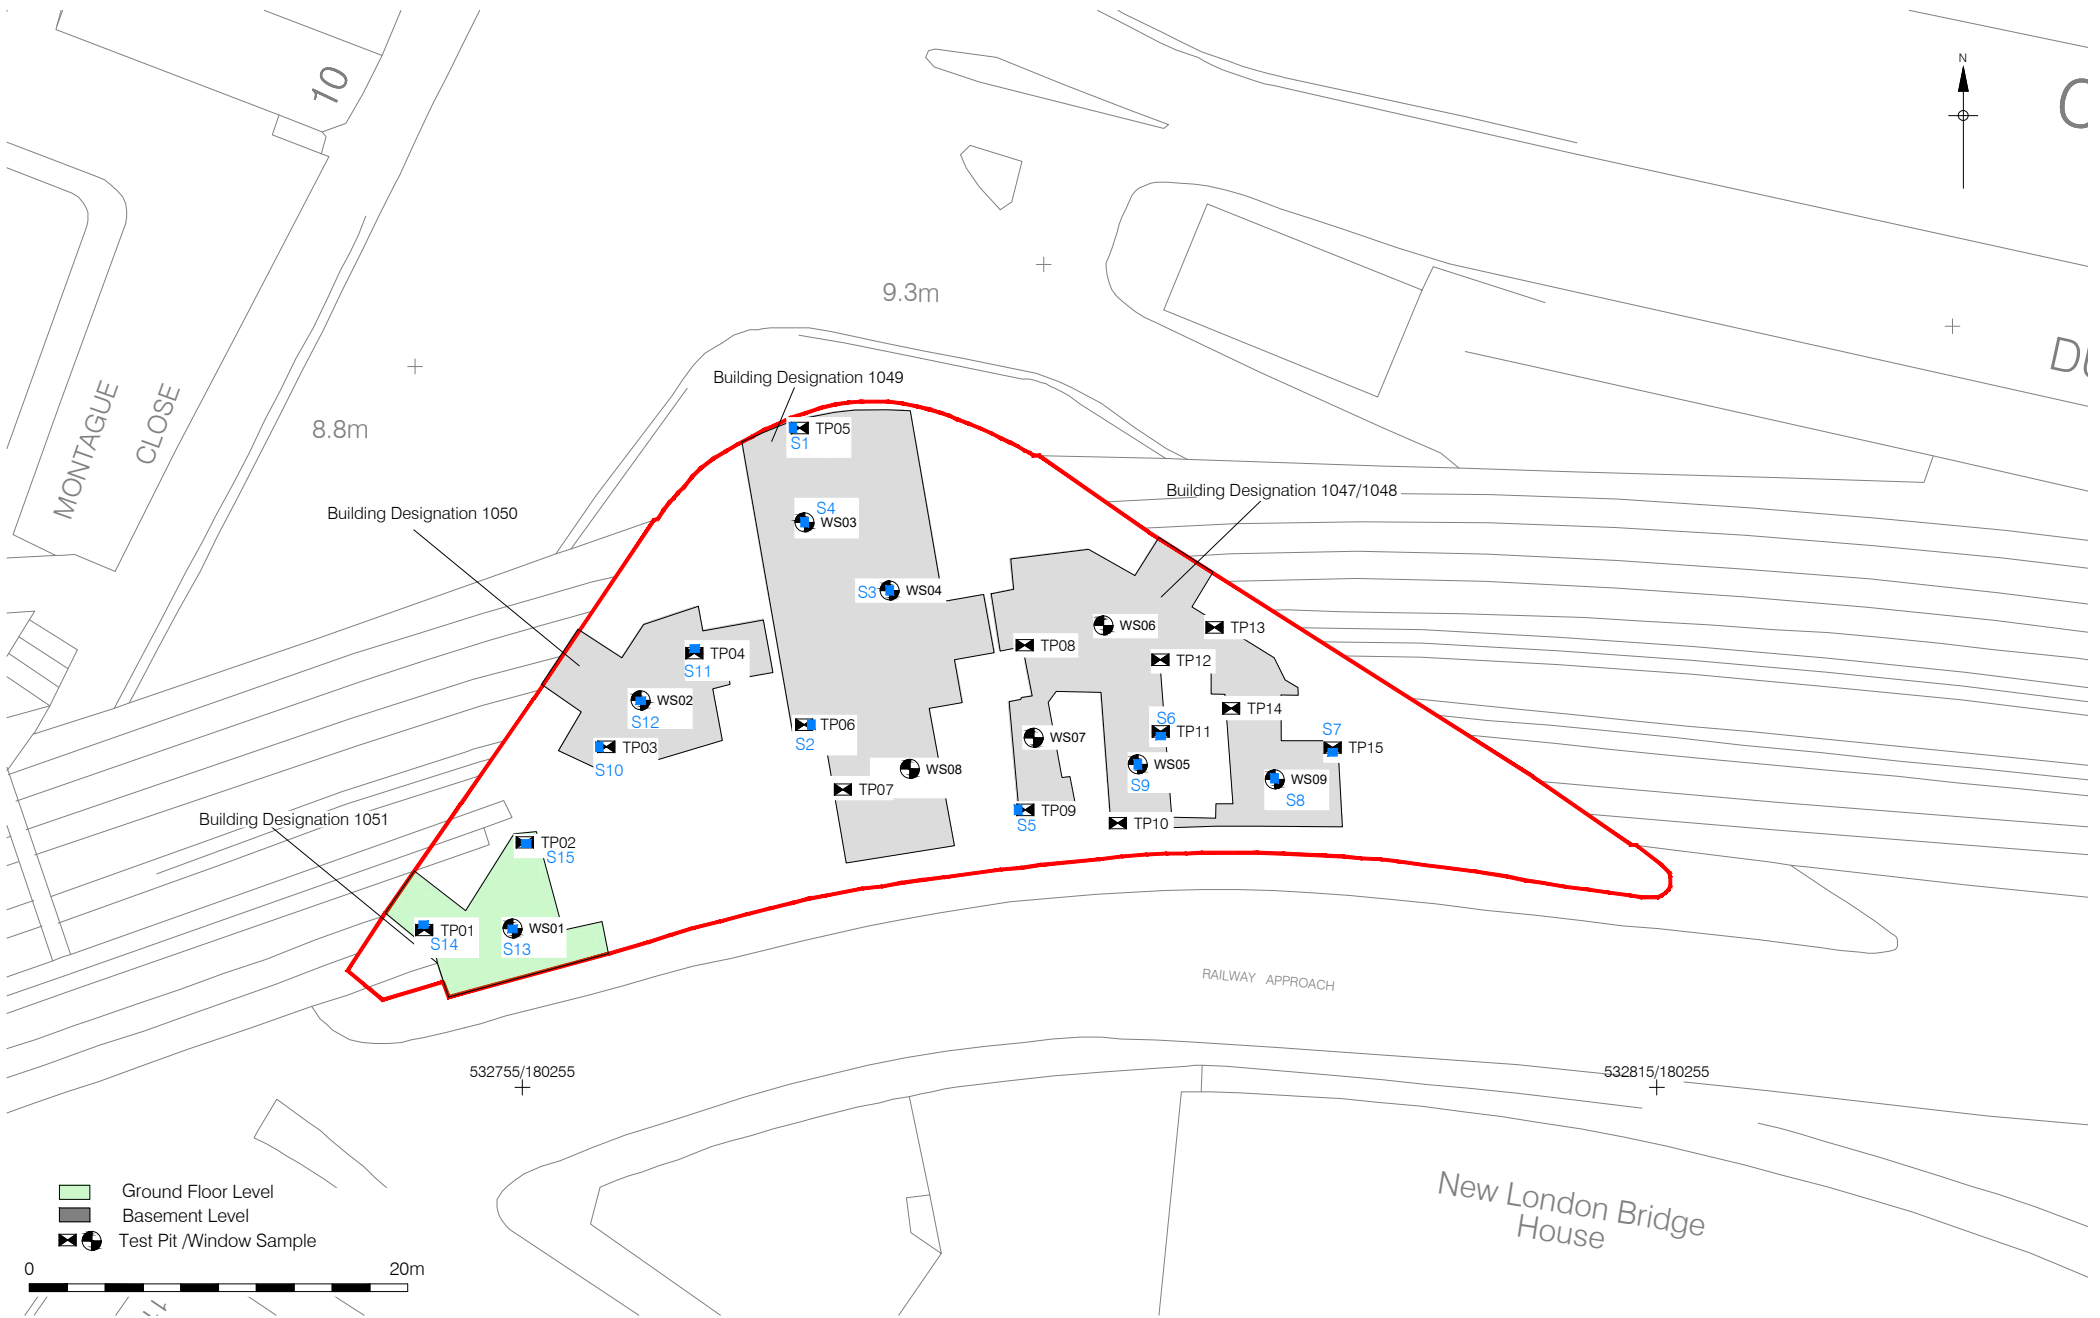 10
N
9.3m
MONTAGUE
CLOSE
8.8m
Building Designation 1049
TP05
S1
Building Designation 1047/1048
Building Designation 1050
S4
WS03
S3
WS04
WS06
TP13
TP08
TP04
S11
TP12
WS02
S12
TP14
TP06
S2
S6
TP11
S7
TP15
WS07
TP03
S10
WS08
WS05
S9
WS09
S8
TP07
TP09
S5
TP10
Building Designation 1051
TP02
S15
TP01
S14
WS01
S13
RAILWAY APPROACH
532755/180255
532815/180255
New London Bridge
House
Ground Floor Level
Basement Level
Test Pit /Window Sample
0
20m